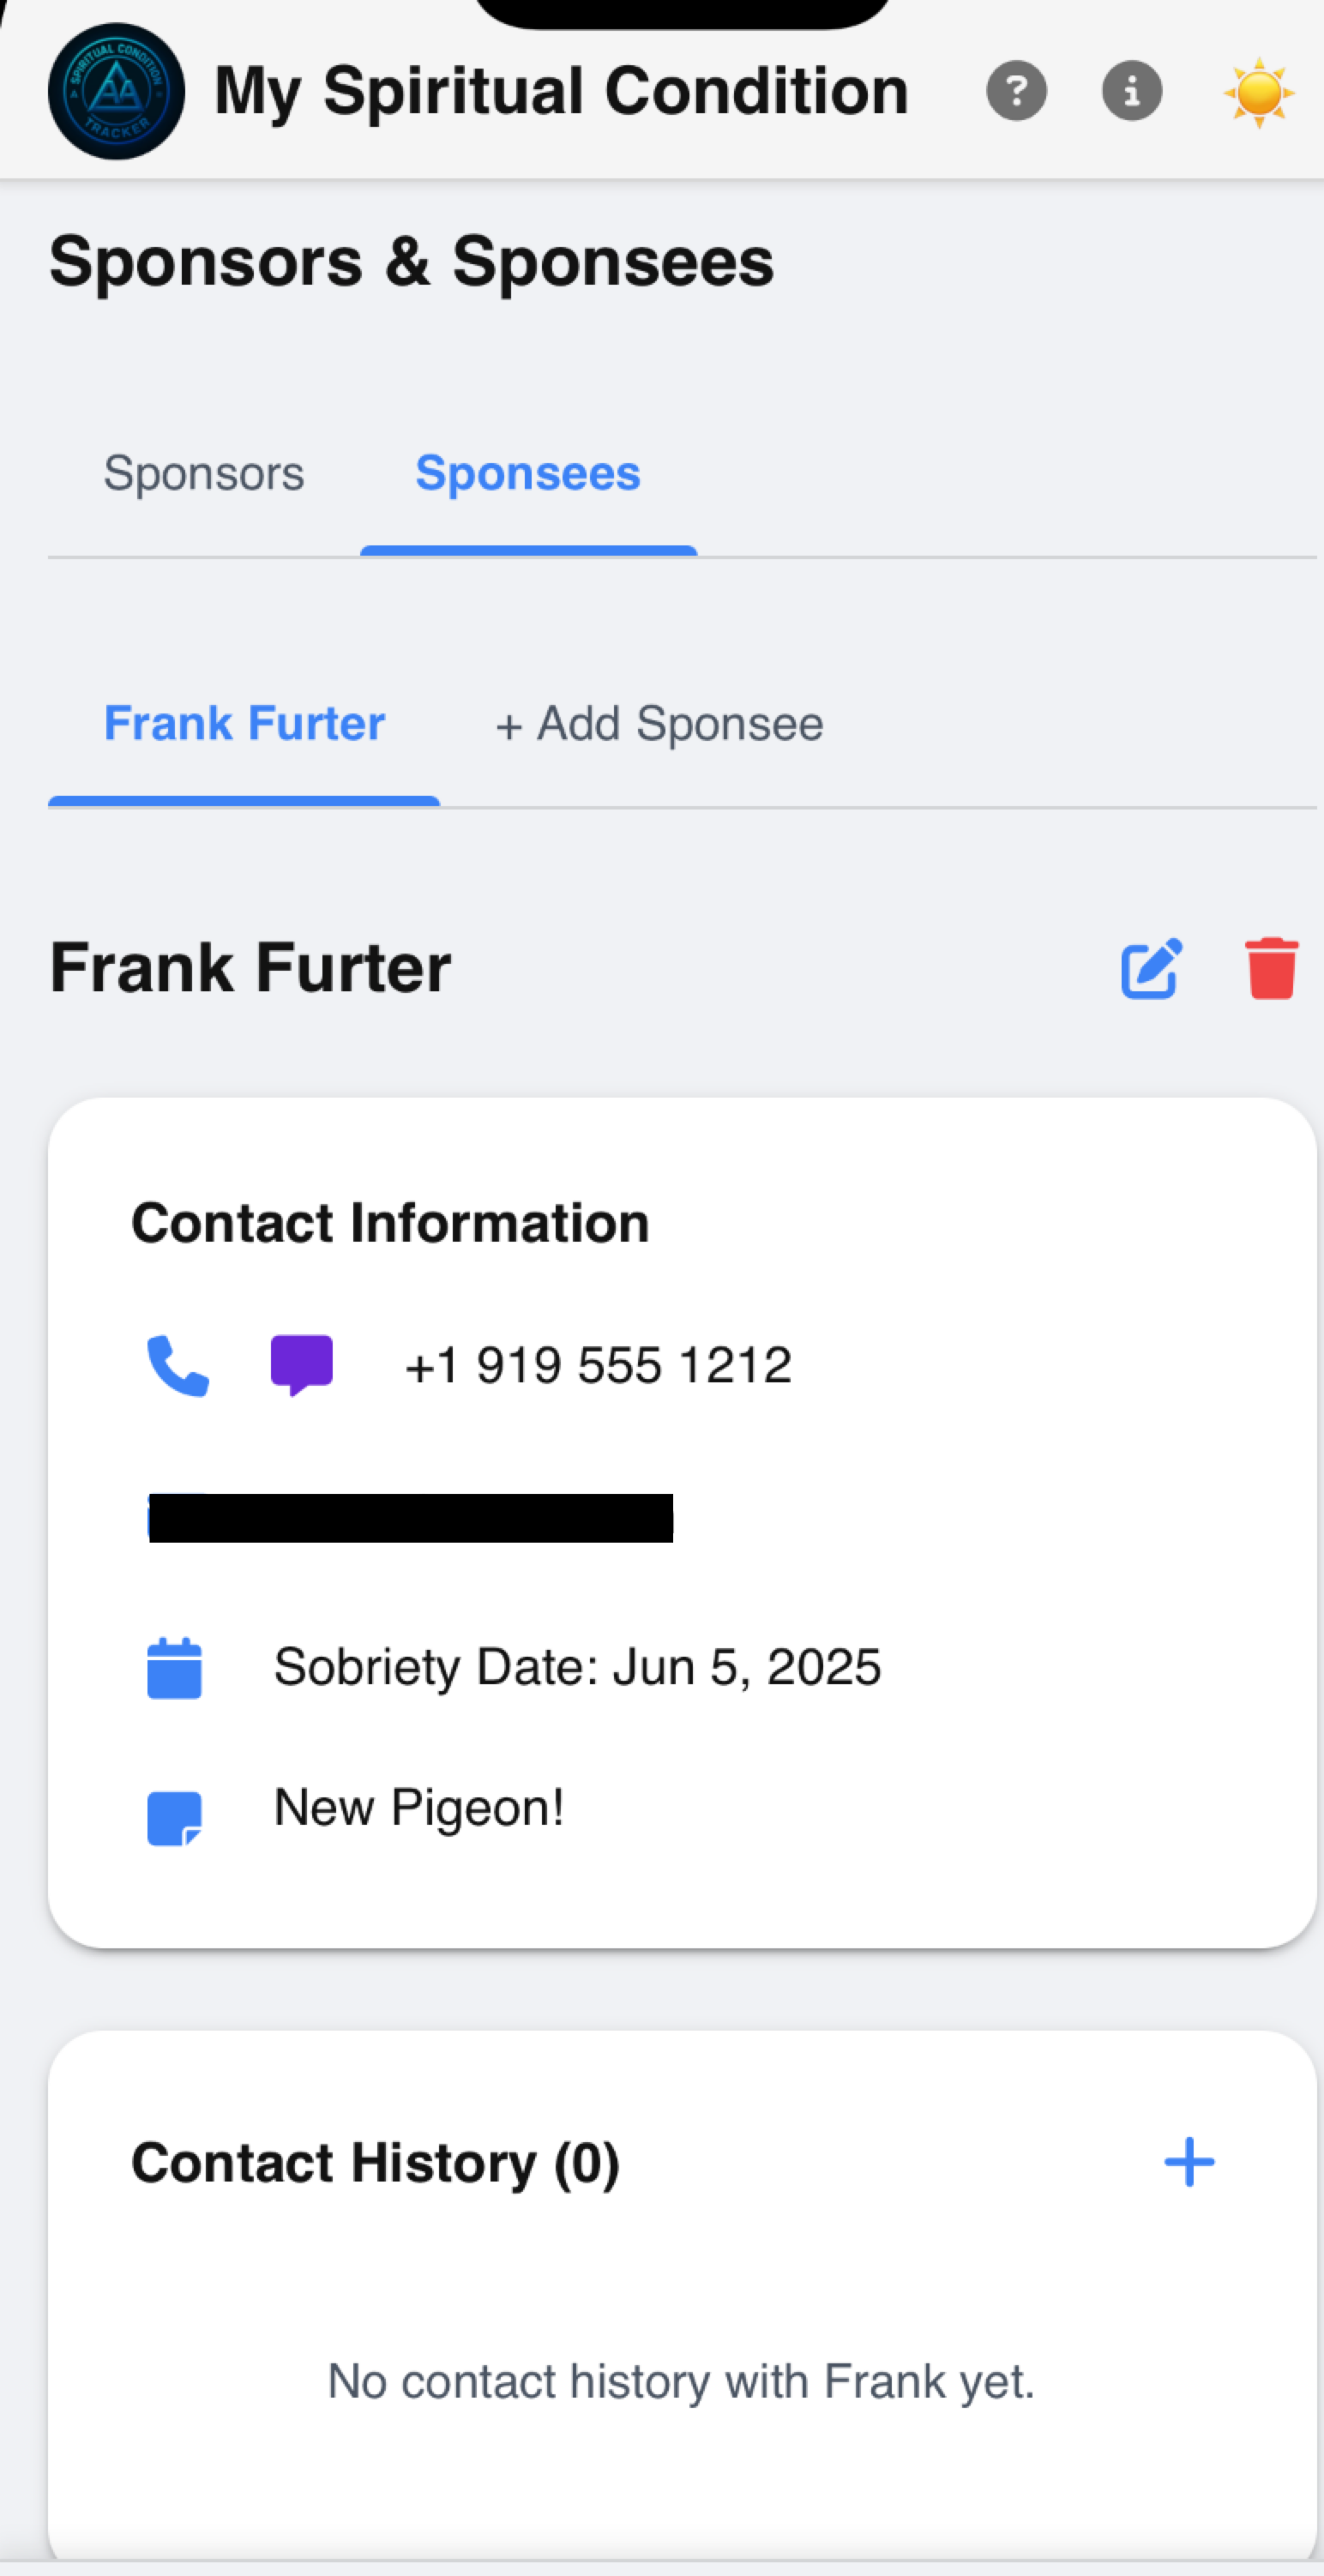 SPIRITUAL CONDITION
AA
TRACKER
My Spiritual Condition
Sponsors & Sponsees
Sponsors Sponsees
Frank Furter + Add Sponsee
Frank Furter
Contact Information
+1 919 555 1212
Sobriety Date: Jun 5, 2025
New Pigeon!
Contact History (0)
No contact history with Frank yet.